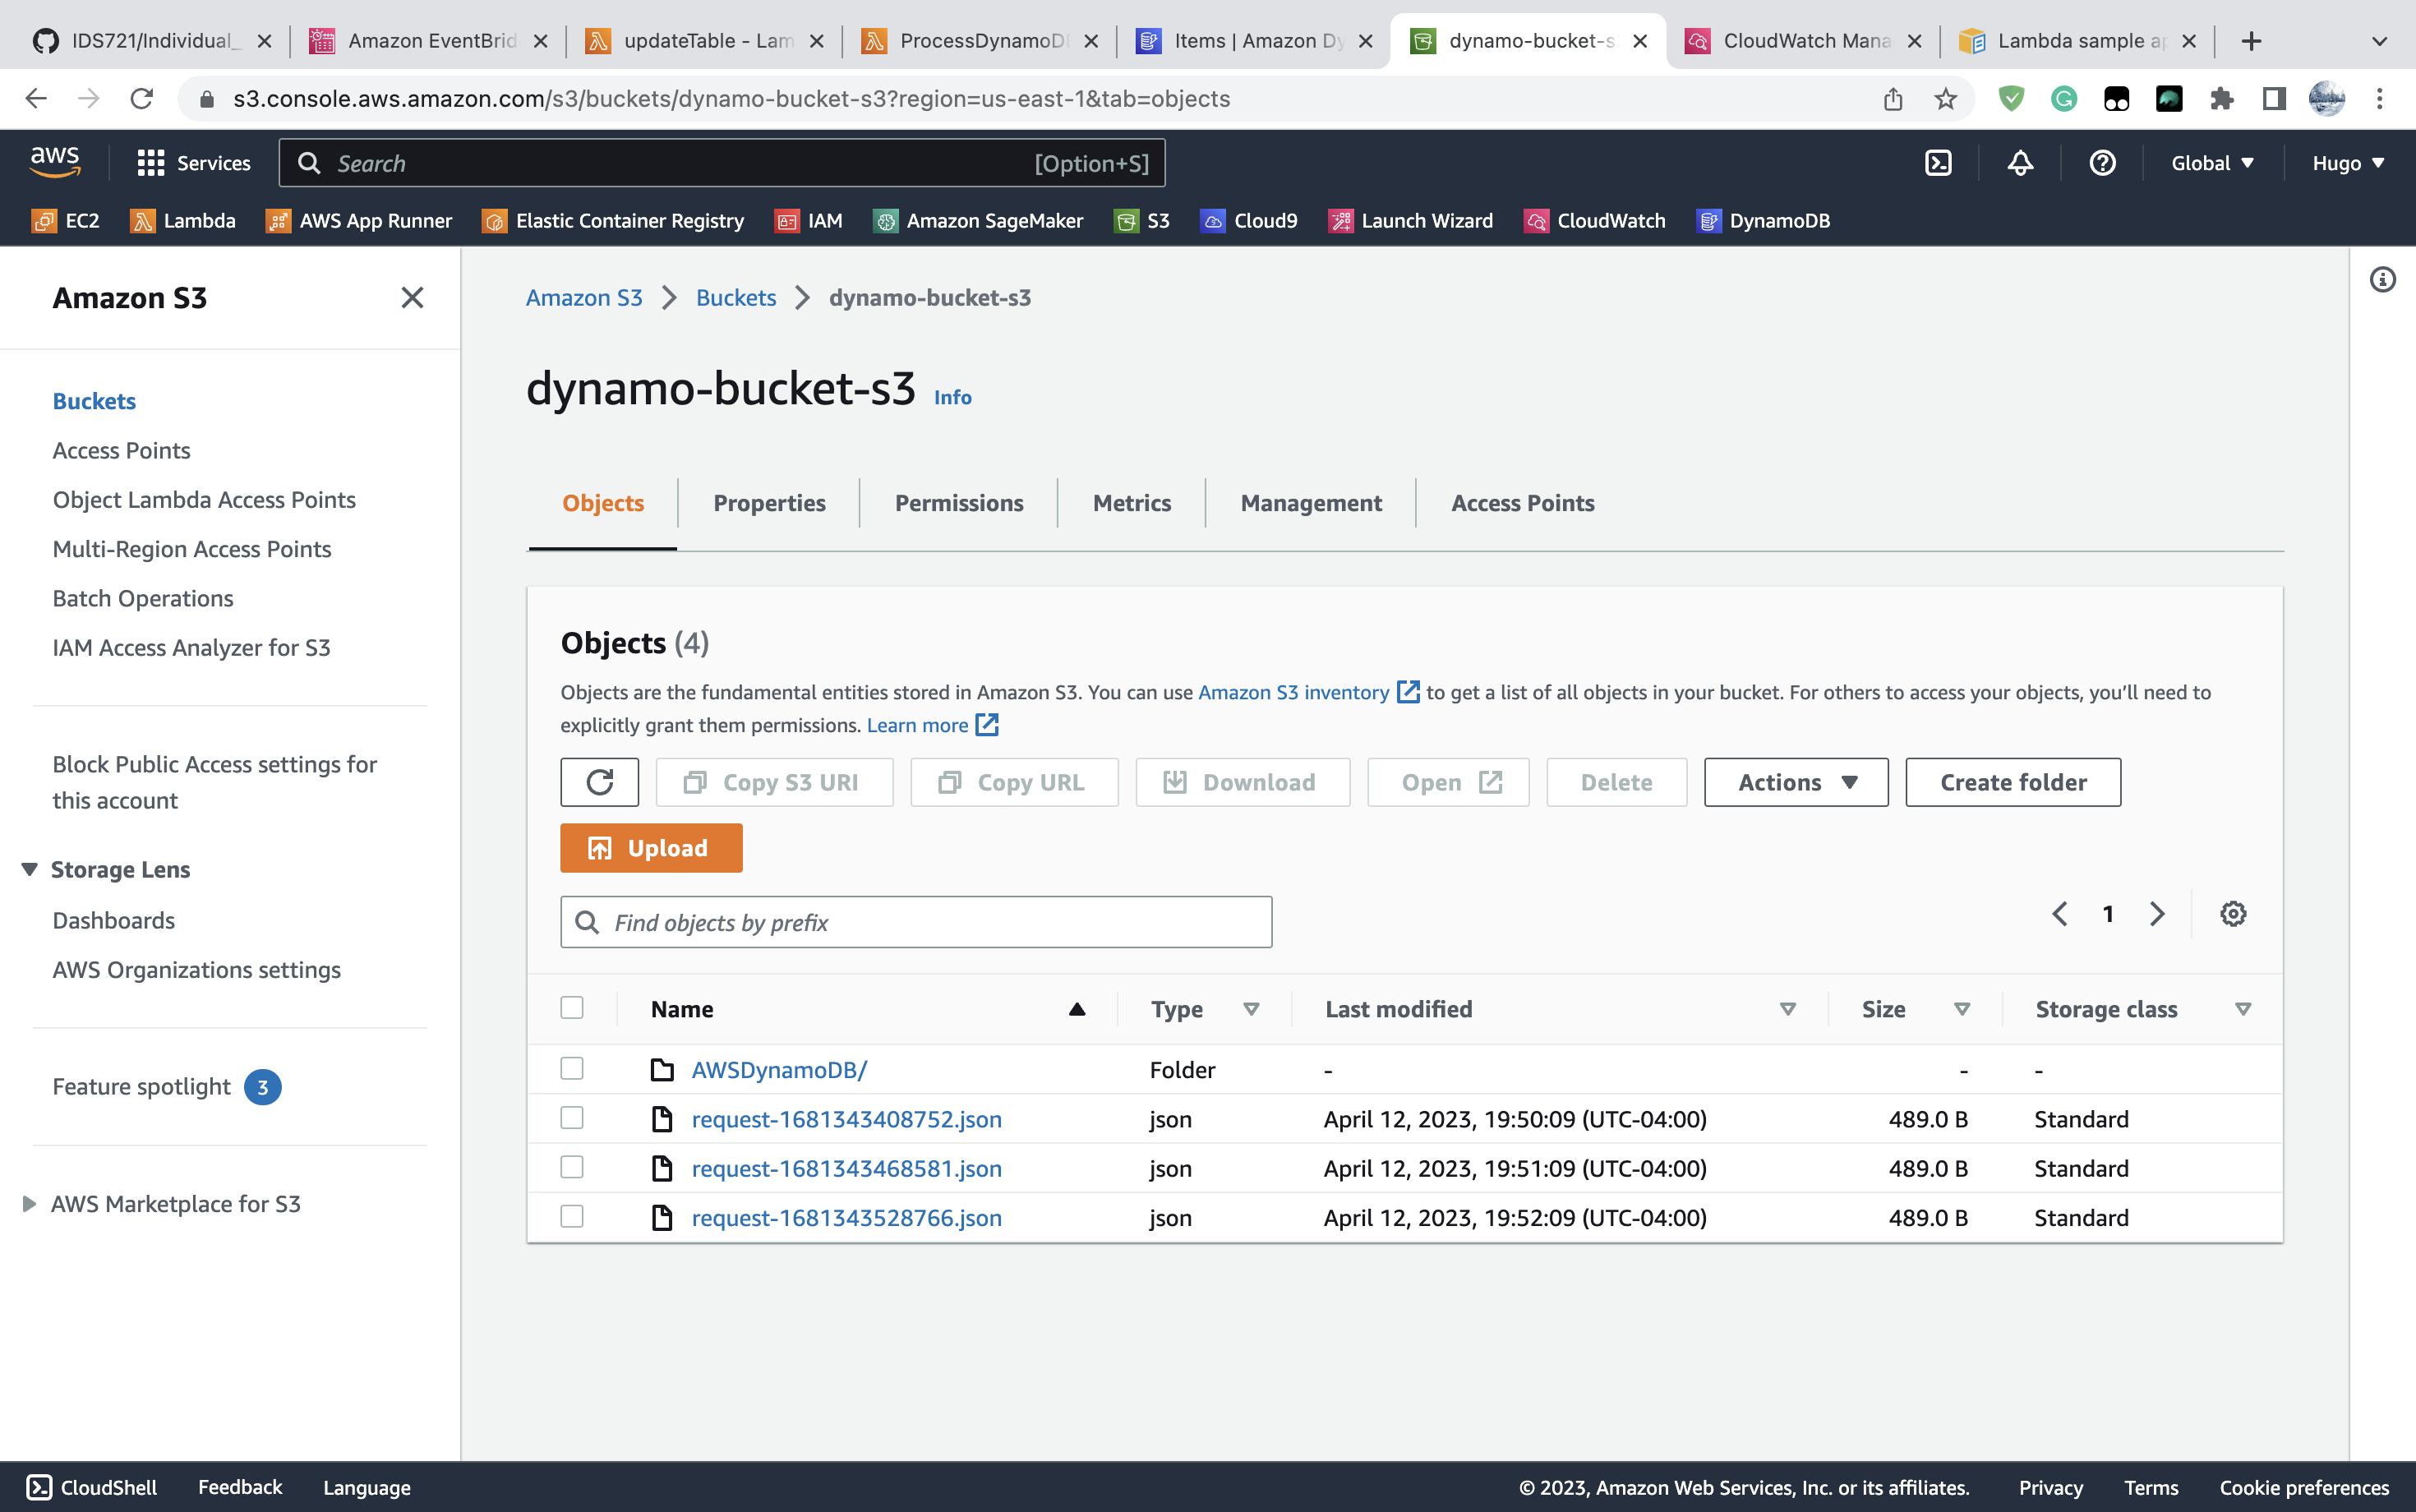 IDS721/Individual_
Amazon EventBrid
updateTable - Lam
ProcessDynamoD
Items | Amazon Dy
dynamo-bucket-s
CloudWatch Mana
Lambda sample ap
s3.console.aws.amazon.com/s3/buckets/dynamo-bucket-s3?region=us-east-1&tab=objects
aws
Services
Search
[Option+S]
Global
Hugo
EC2
Lambda
AWS App Runner
Elastic Container Registry
IAM
Amazon SageMaker
S3
Cloud9
Launch Wizard
CloudWatch
DynamoDB
Amazon S3
Buckets
Access Points
Object Lambda Access Points
Multi-Region Access Points
Batch Operations
IAM Access Analyzer for S3
Block Public Access settings for
this account
Storage Lens
Dashboards
AWS Organizations settings
Feature spotlight 3
AWS Marketplace for S3
Amazon S3 > Buckets > dynamo-bucket-s3
dynamo-bucket-s3 Info
Objects
Properties
Permissions
Metrics
Management
Access Points
Objects (4)
Objects are the fundamental entities stored in Amazon S3. You can use Amazon S3 inventory to get a list of all objects in your bucket. For others to access your objects, you’ll need to
explicitly grant them permissions. Learn more
Copy S3 URI
Copy URL
Download
Open
Delete
Actions
Create folder
Upload
Find objects by prefix
1
Name Type Last modified Size Storage class
AWSDynamoDB/ Folder - - -
request-1681343408752.json json April 12, 2023, 19:50:09 (UTC-04:00) 489.0 B Standard
request-1681343468581.json json April 12, 2023, 19:51:09 (UTC-04:00) 489.0 B Standard
request-1681343528766.json json April 12, 2023, 19:52:09 (UTC-04:00) 489.0 B Standard
CloudShell
Feedback
Language
© 2023, Amazon Web Services, Inc. or its affiliates.
Privacy
Terms
Cookie preferences